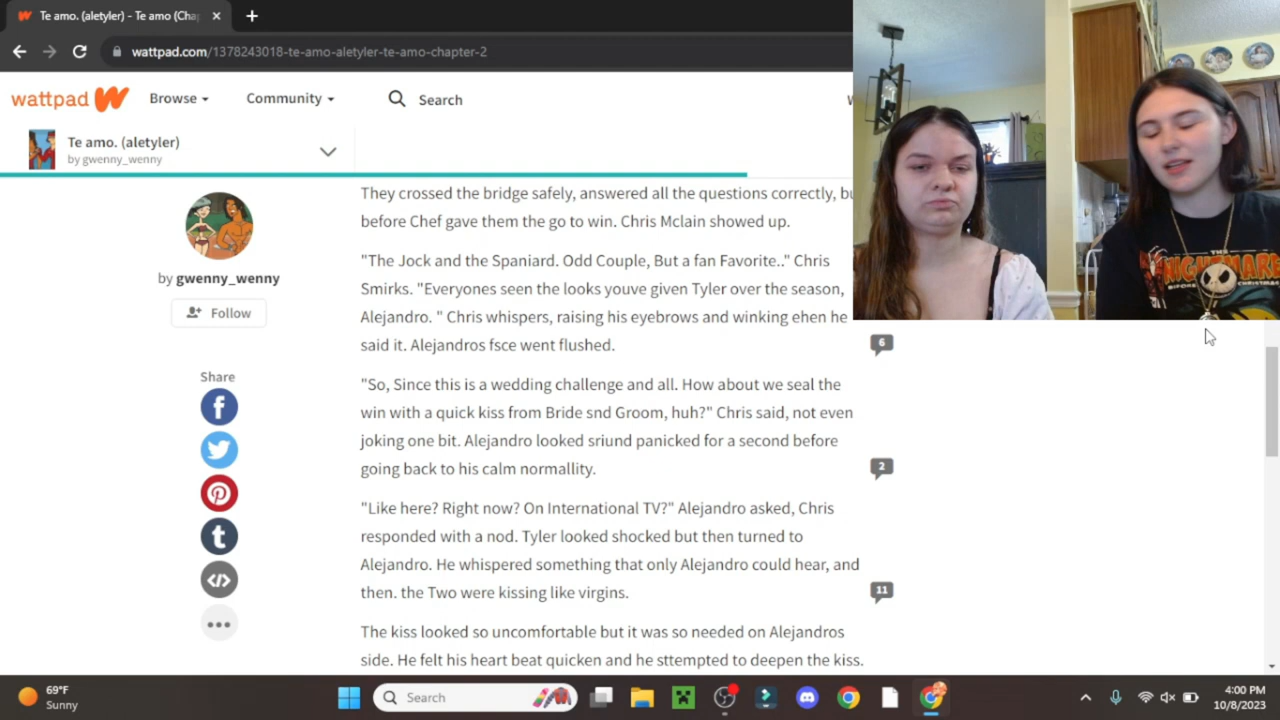 Te amo. (aletyler) - Te amo (Cha
wattpad.com/1378243018-te-amo-aletyler-te-amo-chapter-2
wattpad
Browse
Community
Search
W
Te amo. (aletyler)
by gwenny_wenny
by gwenny_wenny
Follow
Share
They crossed the bridge safely, answered all the questions correctly, bu
before Chef gave them the go to win. Chris Mclain showed up.
"The Jock and the Spaniard. Odd Couple, But a fan Favorite.." Chris
Smirks. "Everyones seen the looks youve given Tyler over the season,
Alejandro. " Chris whispers, raising his eyebrows and winking ehen he
said it. Alejandros fsce went flushed.
6
"So, Since this is a wedding challenge and all. How about we seal the
win with a quick kiss from Bride snd Groom, huh?" Chris said, not even
joking one bit. Alejandro looked sriund panicked for a second before
going back to his calm normallity.
2
"Like here? Right now? On International TV?" Alejandro asked, Chris
responded with a nod. Tyler looked shocked but then turned to
Alejandro. He whispered something that only Alejandro could hear, and
then. the Two were kissing like virgins.
11
The kiss looked so uncomfortable but it was so needed on Alejandros
side. He felt his heart beat quicken and he sttempted to deepen the kiss.
THE
NIGHTMARE
BEFORE CHRISTMAS
69°F
Sunny
Search
4:00 PM
10/8/2023